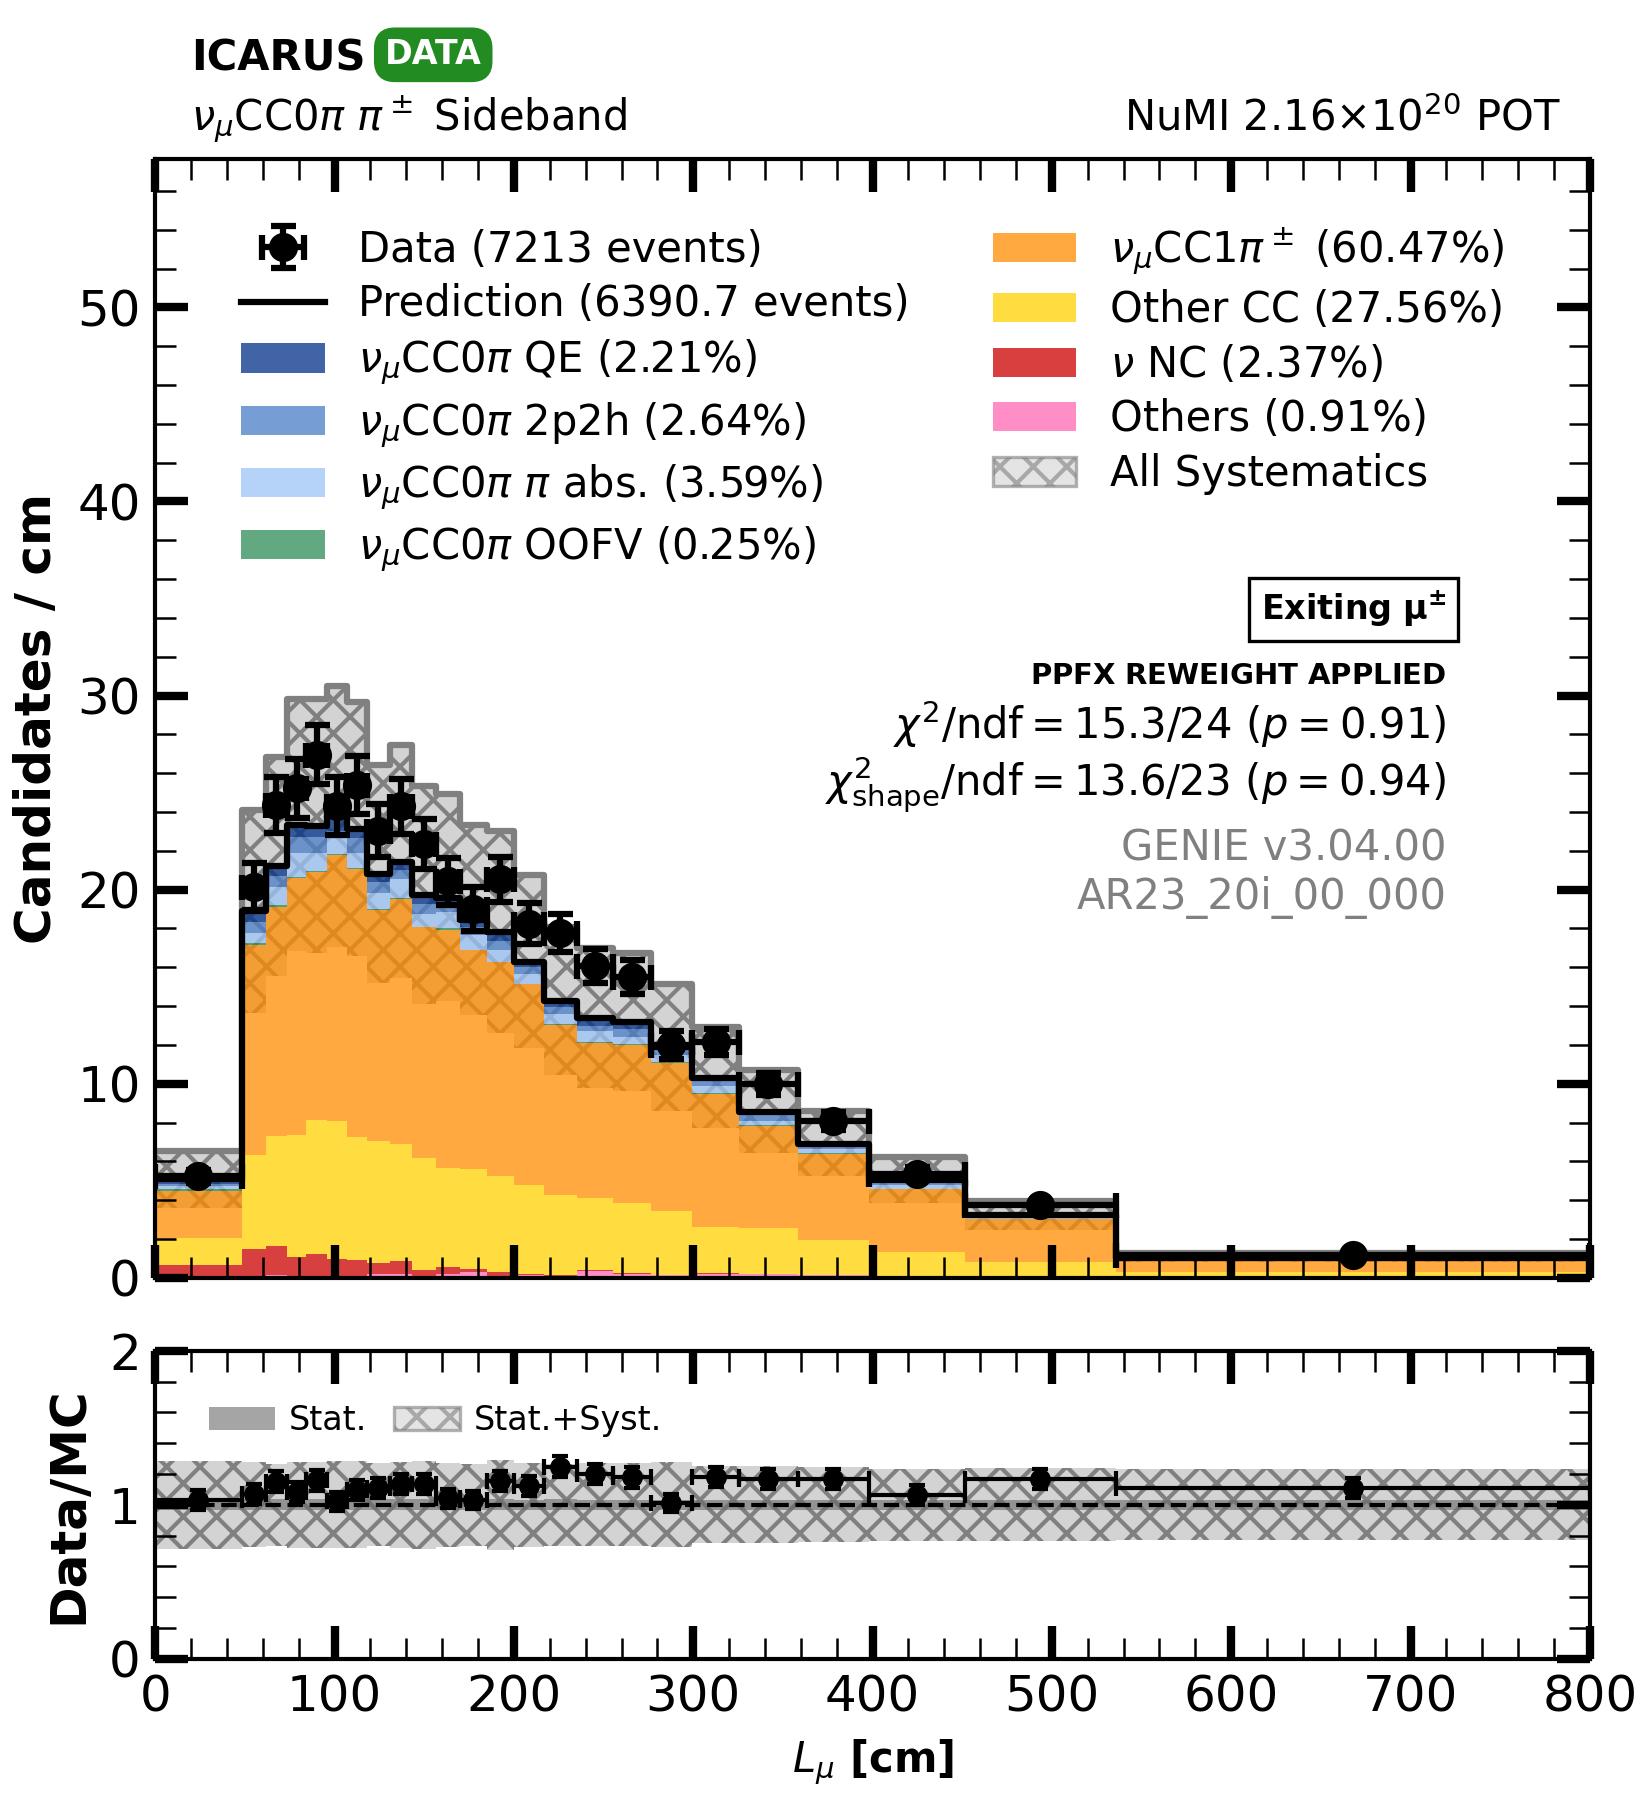 ICARUS DATA
νμCC0π π± Sideband
NuMI 2.16×10²⁰ POT
Data (7213 events)
Prediction (6390.7 events)
νμCC0π QE (2.21%)
νμCC0π 2p2h (2.64%)
νμCC0π π abs. (3.59%)
νμCC0π OOFV (0.25%)
νμCC1π± (60.47%)
Other CC (27.56%)
ν NC (2.37%)
Others (0.91%)
All Systematics
Exiting μ±
PPFX REWEIGHT APPLIED
χ²/ndf = 15.3/24 (p = 0.91)
χ²shape/ndf = 13.6/23 (p = 0.94)
GENIE v3.04.00
AR23_20i_00_000
Candidates / cm
50
40
30
20
10
0
Data/MC
2
1
0
Stat.
Stat.+Syst.
0 100 200 300 400 500 600 700 800
Lμ [cm]